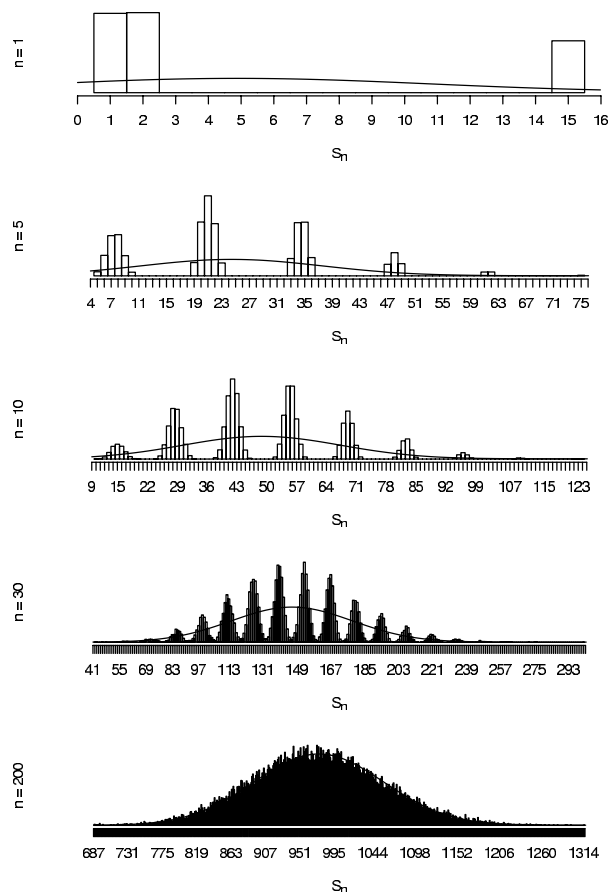 n = 1
0 1 2 3 4 5 6 7 8 9 10 11 12 13 14 15 16
Sn
n = 5
4 7 11 15 19 23 27 31 35 39 43 47 51 55 59 63 67 71 75
Sn
n = 10
9 15 22 29 36 43 50 57 64 71 78 85 92 99 107 115 123
Sn
n = 30
41 55 69 83 97 113 131 149 167 185 203 221 239 257 275 293
Sn
n = 200
687 731 775 819 863 907 951 995 1044 1098 1152 1206 1260 1314
Sn